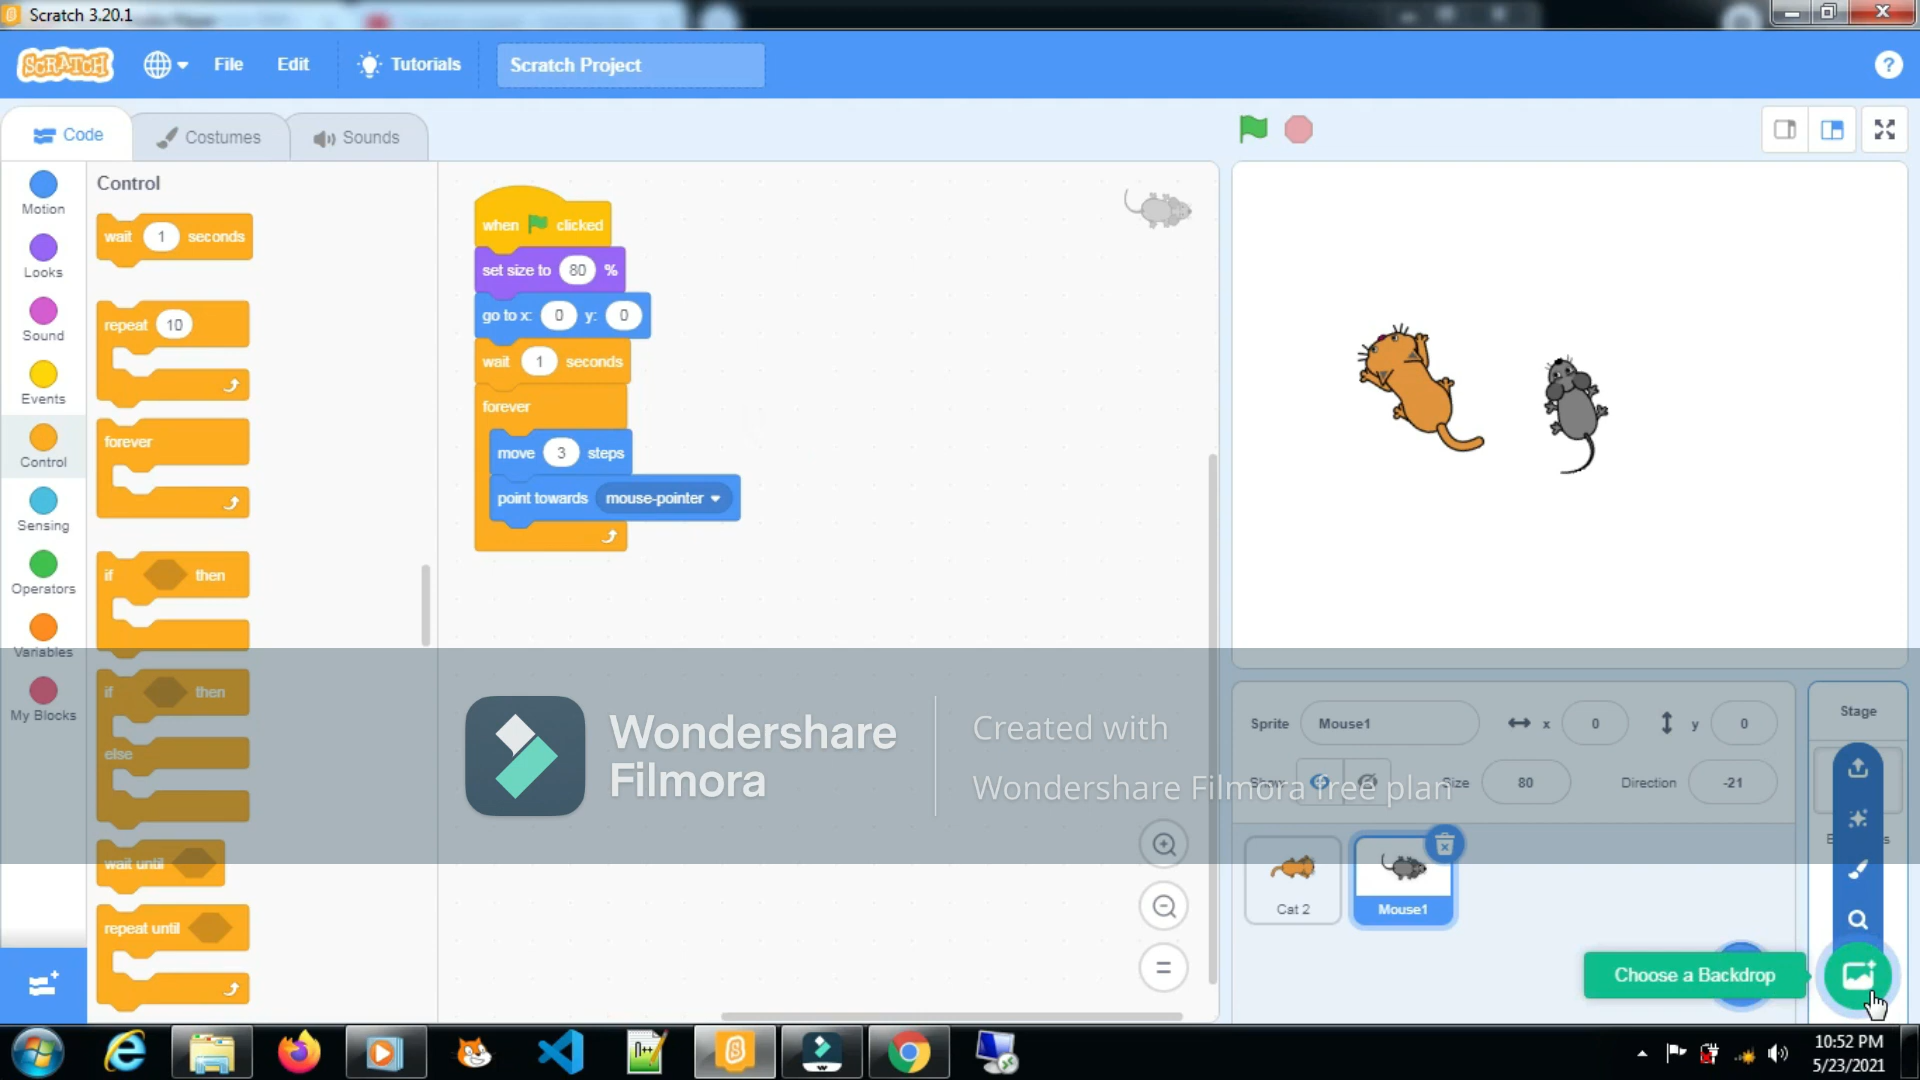 Scratch 3.20.1
SCRATCH
File
Edit
Tutorials
Scratch Project
?
Code
Costumes
Sounds
Motion
Looks
Sound
Events
Control
Sensing
Operators
Variables
My Blocks
Control
wait 1 seconds
repeat 10
forever
if then
if then
else
wait until
repeat until
when clicked
set size to 80 %
go to x: 0 y: 0
wait 1 seconds
forever
move 3 steps
point towards mouse-pointer
Wondershare
Filmora
Created with
Wondershare Filmora free plan
Sprite Mouse1 x 0 y 0
Show Size 80 Direction -21
Cat 2
Mouse1
Stage
Choose a Backdrop
10:52 PM
5/23/2021